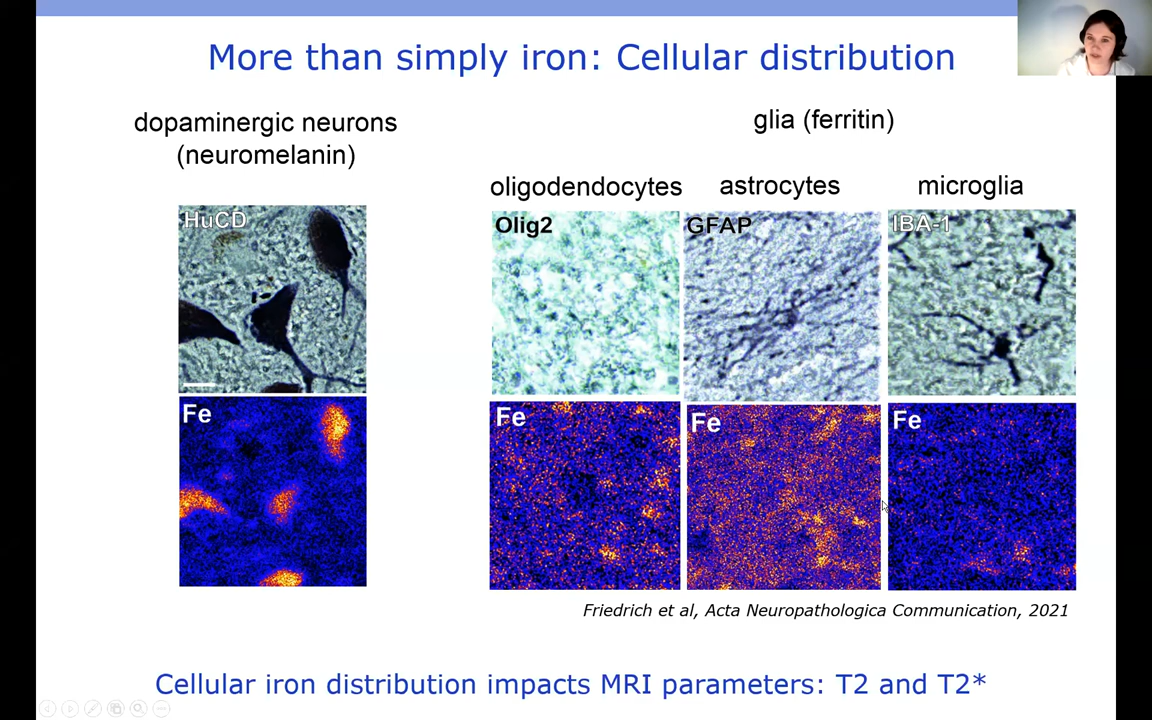 More than simply iron: Cellular distribution
dopaminergic neurons
(neuromelanin)
glia (ferritin)
oligodendocytes
astrocytes
microglia
HuCD
Olig2
GFAP
IBA-1
Fe
Fe
Fe
Fe
Friedrich et al, Acta Neuropathologica Communication, 2021
Cellular iron distribution impacts MRI parameters: T2 and T2*